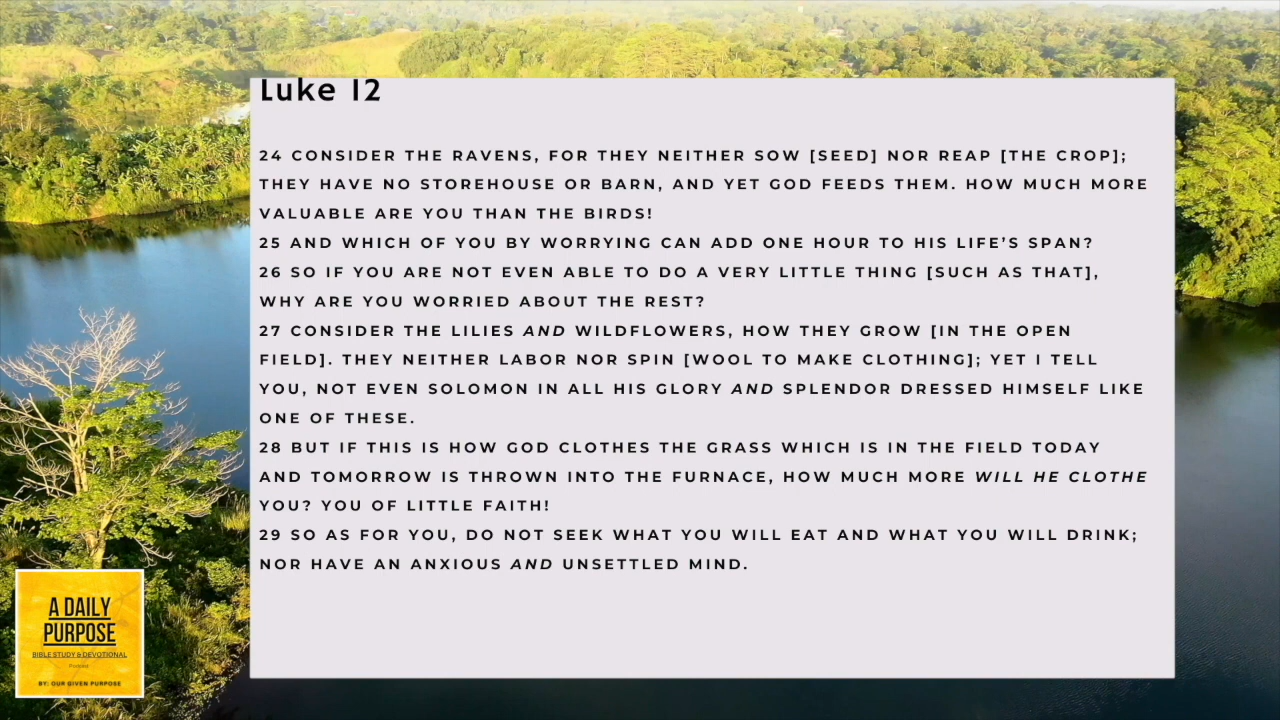 Luke 12
24 CONSIDER THE RAVENS, FOR THEY NEITHER SOW [SEED] NOR REAP [THE CROP];
THEY HAVE NO STOREHOUSE OR BARN, AND YET GOD FEEDS THEM. HOW MUCH MORE
VALUABLE ARE YOU THAN THE BIRDS!
25 AND WHICH OF YOU BY WORRYING CAN ADD ONE HOUR TO HIS LIFE’S SPAN?
26 SO IF YOU ARE NOT EVEN ABLE TO DO A VERY LITTLE THING [SUCH AS THAT],
WHY ARE YOU WORRIED ABOUT THE REST?
27 CONSIDER THE LILIES AND WILDFLOWERS, HOW THEY GROW [IN THE OPEN
FIELD]. THEY NEITHER LABOR NOR SPIN [WOOL TO MAKE CLOTHING]; YET I TELL
YOU, NOT EVEN SOLOMON IN ALL HIS GLORY AND SPLENDOR DRESSED HIMSELF LIKE
ONE OF THESE.
28 BUT IF THIS IS HOW GOD CLOTHES THE GRASS WHICH IS IN THE FIELD TODAY
AND TOMORROW IS THROWN INTO THE FURNACE, HOW MUCH MORE WILL HE CLOTHE
YOU? YOU OF LITTLE FAITH!
29 SO AS FOR YOU, DO NOT SEEK WHAT YOU WILL EAT AND WHAT YOU WILL DRINK;
NOR HAVE AN ANXIOUS AND UNSETTLED MIND.
A DAILY
PURPOSE
BIBLE STUDY & DEVOTIONAL
Podcast
BY: OUR GIVEN PURPOSE